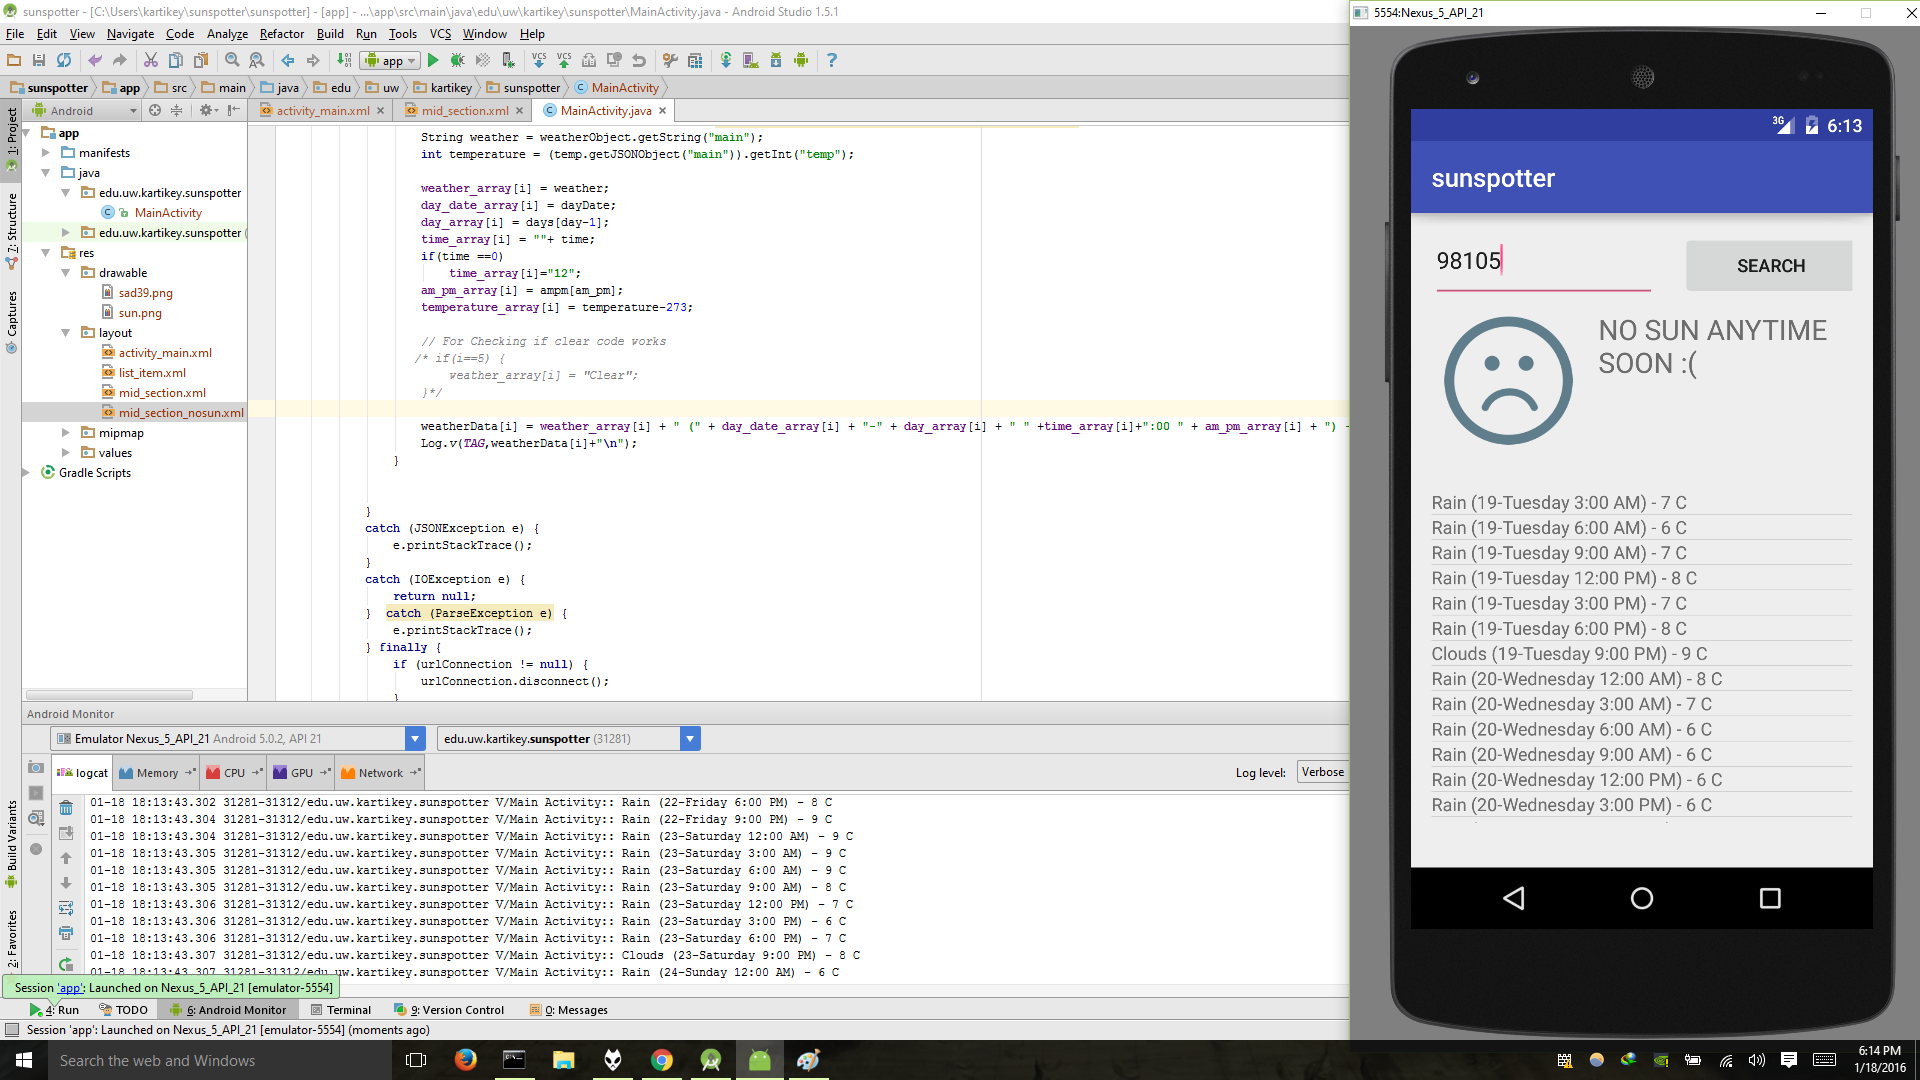 sunspotter - [C:\Users\kartikey\sunspotter\sunspotter] - [app] - ...\app\src\main\java\edu\uw\kartikey\sunspotter\MainActivity.java - Android Studio 1.5.1
File Edit View Navigate Code Analyze Refactor Build Run Tools VCS Window Help
app
sunspotter app src main java edu uw kartikey sunspotter MainActivity
Android
activity_main.xml mid_section.xml MainActivity.java
1: Project
7: Structure
Captures
Build Variants
2: Favorites
app
manifests
java
edu.uw.kartikey.sunspotter
MainActivity
edu.uw.kartikey.sunspotter (
res
drawable
sad39.png
sun.png
layout
activity_main.xml
list_item.xml
mid_section.xml
mid_section_nosun.xml
mipmap
values
Gradle Scripts
String weather = weatherObject.getString("main");
int temperature = (temp.getJSONObject("main")).getInt("temp");
weather_array[i] = weather;
day_date_array[i] = dayDate;
day_array[i] = days[day-1];
time_array[i] = ""+ time;
if(time ==0)
time_array[i]="12";
am_pm_array[i] = ampm[am_pm];
temperature_array[i] = temperature-273;
// For Checking if clear code works
/* if(i==5) {
weather_array[i] = "Clear";
}*/
weatherData[i] = weather_array[i] + " (" + day_date_array[i] + "-" + day_array[i] + " " +time_array[i]+":00 " + am_pm_array[i] + ") -
Log.v(TAG,weatherData[i]+"\n");
}
}
catch (JSONException e) {
e.printStackTrace();
}
catch (IOException e) {
return null;
} catch (ParseException e) {
e.printStackTrace();
} finally {
if (urlConnection != null) {
urlConnection.disconnect();
}
Android Monitor
Emulator Nexus_5_API_21 Android 5.0.2, API 21
edu.uw.kartikey.sunspotter (31281)
logcat Memory CPU GPU Network
Log level: Verbose
01-18 18:13:43.302 31281-31312/edu.uw.kartikey.sunspotter V/Main Activity:: Rain (22-Friday 6:00 PM) - 8 C
01-18 18:13:43.304 31281-31312/edu.uw.kartikey.sunspotter V/Main Activity:: Rain (22-Friday 9:00 PM) - 9 C
01-18 18:13:43.304 31281-31312/edu.uw.kartikey.sunspotter V/Main Activity:: Rain (23-Saturday 12:00 AM) - 9 C
01-18 18:13:43.305 31281-31312/edu.uw.kartikey.sunspotter V/Main Activity:: Rain (23-Saturday 3:00 AM) - 9 C
01-18 18:13:43.305 31281-31312/edu.uw.kartikey.sunspotter V/Main Activity:: Rain (23-Saturday 6:00 AM) - 9 C
01-18 18:13:43.305 31281-31312/edu.uw.kartikey.sunspotter V/Main Activity:: Rain (23-Saturday 9:00 AM) - 8 C
01-18 18:13:43.306 31281-31312/edu.uw.kartikey.sunspotter V/Main Activity:: Rain (23-Saturday 12:00 PM) - 7 C
01-18 18:13:43.306 31281-31312/edu.uw.kartikey.sunspotter V/Main Activity:: Rain (23-Saturday 3:00 PM) - 6 C
01-18 18:13:43.306 31281-31312/edu.uw.kartikey.sunspotter V/Main Activity:: Rain (23-Saturday 6:00 PM) - 7 C
01-18 18:13:43.307 31281-31312/edu.uw.kartikey.sunspotter V/Main Activity:: Clouds (23-Saturday 9:00 PM) - 8 C
01-18 18:13:43.307 31281-31312/edu.uw.kartikey.sunspotter V/Main Activity:: Rain (24-Sunday 12:00 AM) - 6 C
Session 'app': Launched on Nexus_5_API_21 [emulator-5554]
4: Run TODO 6: Android Monitor Terminal 9: Version Control 0: Messages
Session 'app': Launched on Nexus_5_API_21 [emulator-5554] (moments ago)
5554:Nexus_5_API_21
3G 6:13
sunspotter
98105 SEARCH
NO SUN ANYTIME
SOON :(
Rain (19-Tuesday 3:00 AM) - 7 C
Rain (19-Tuesday 6:00 AM) - 6 C
Rain (19-Tuesday 9:00 AM) - 7 C
Rain (19-Tuesday 12:00 PM) - 8 C
Rain (19-Tuesday 3:00 PM) - 7 C
Rain (19-Tuesday 6:00 PM) - 8 C
Clouds (19-Tuesday 9:00 PM) - 9 C
Rain (20-Wednesday 12:00 AM) - 8 C
Rain (20-Wednesday 3:00 AM) - 7 C
Rain (20-Wednesday 6:00 AM) - 6 C
Rain (20-Wednesday 9:00 AM) - 6 C
Rain (20-Wednesday 12:00 PM) - 6 C
Rain (20-Wednesday 3:00 PM) - 6 C
Search the web and Windows
6:14 PM
1/18/2016